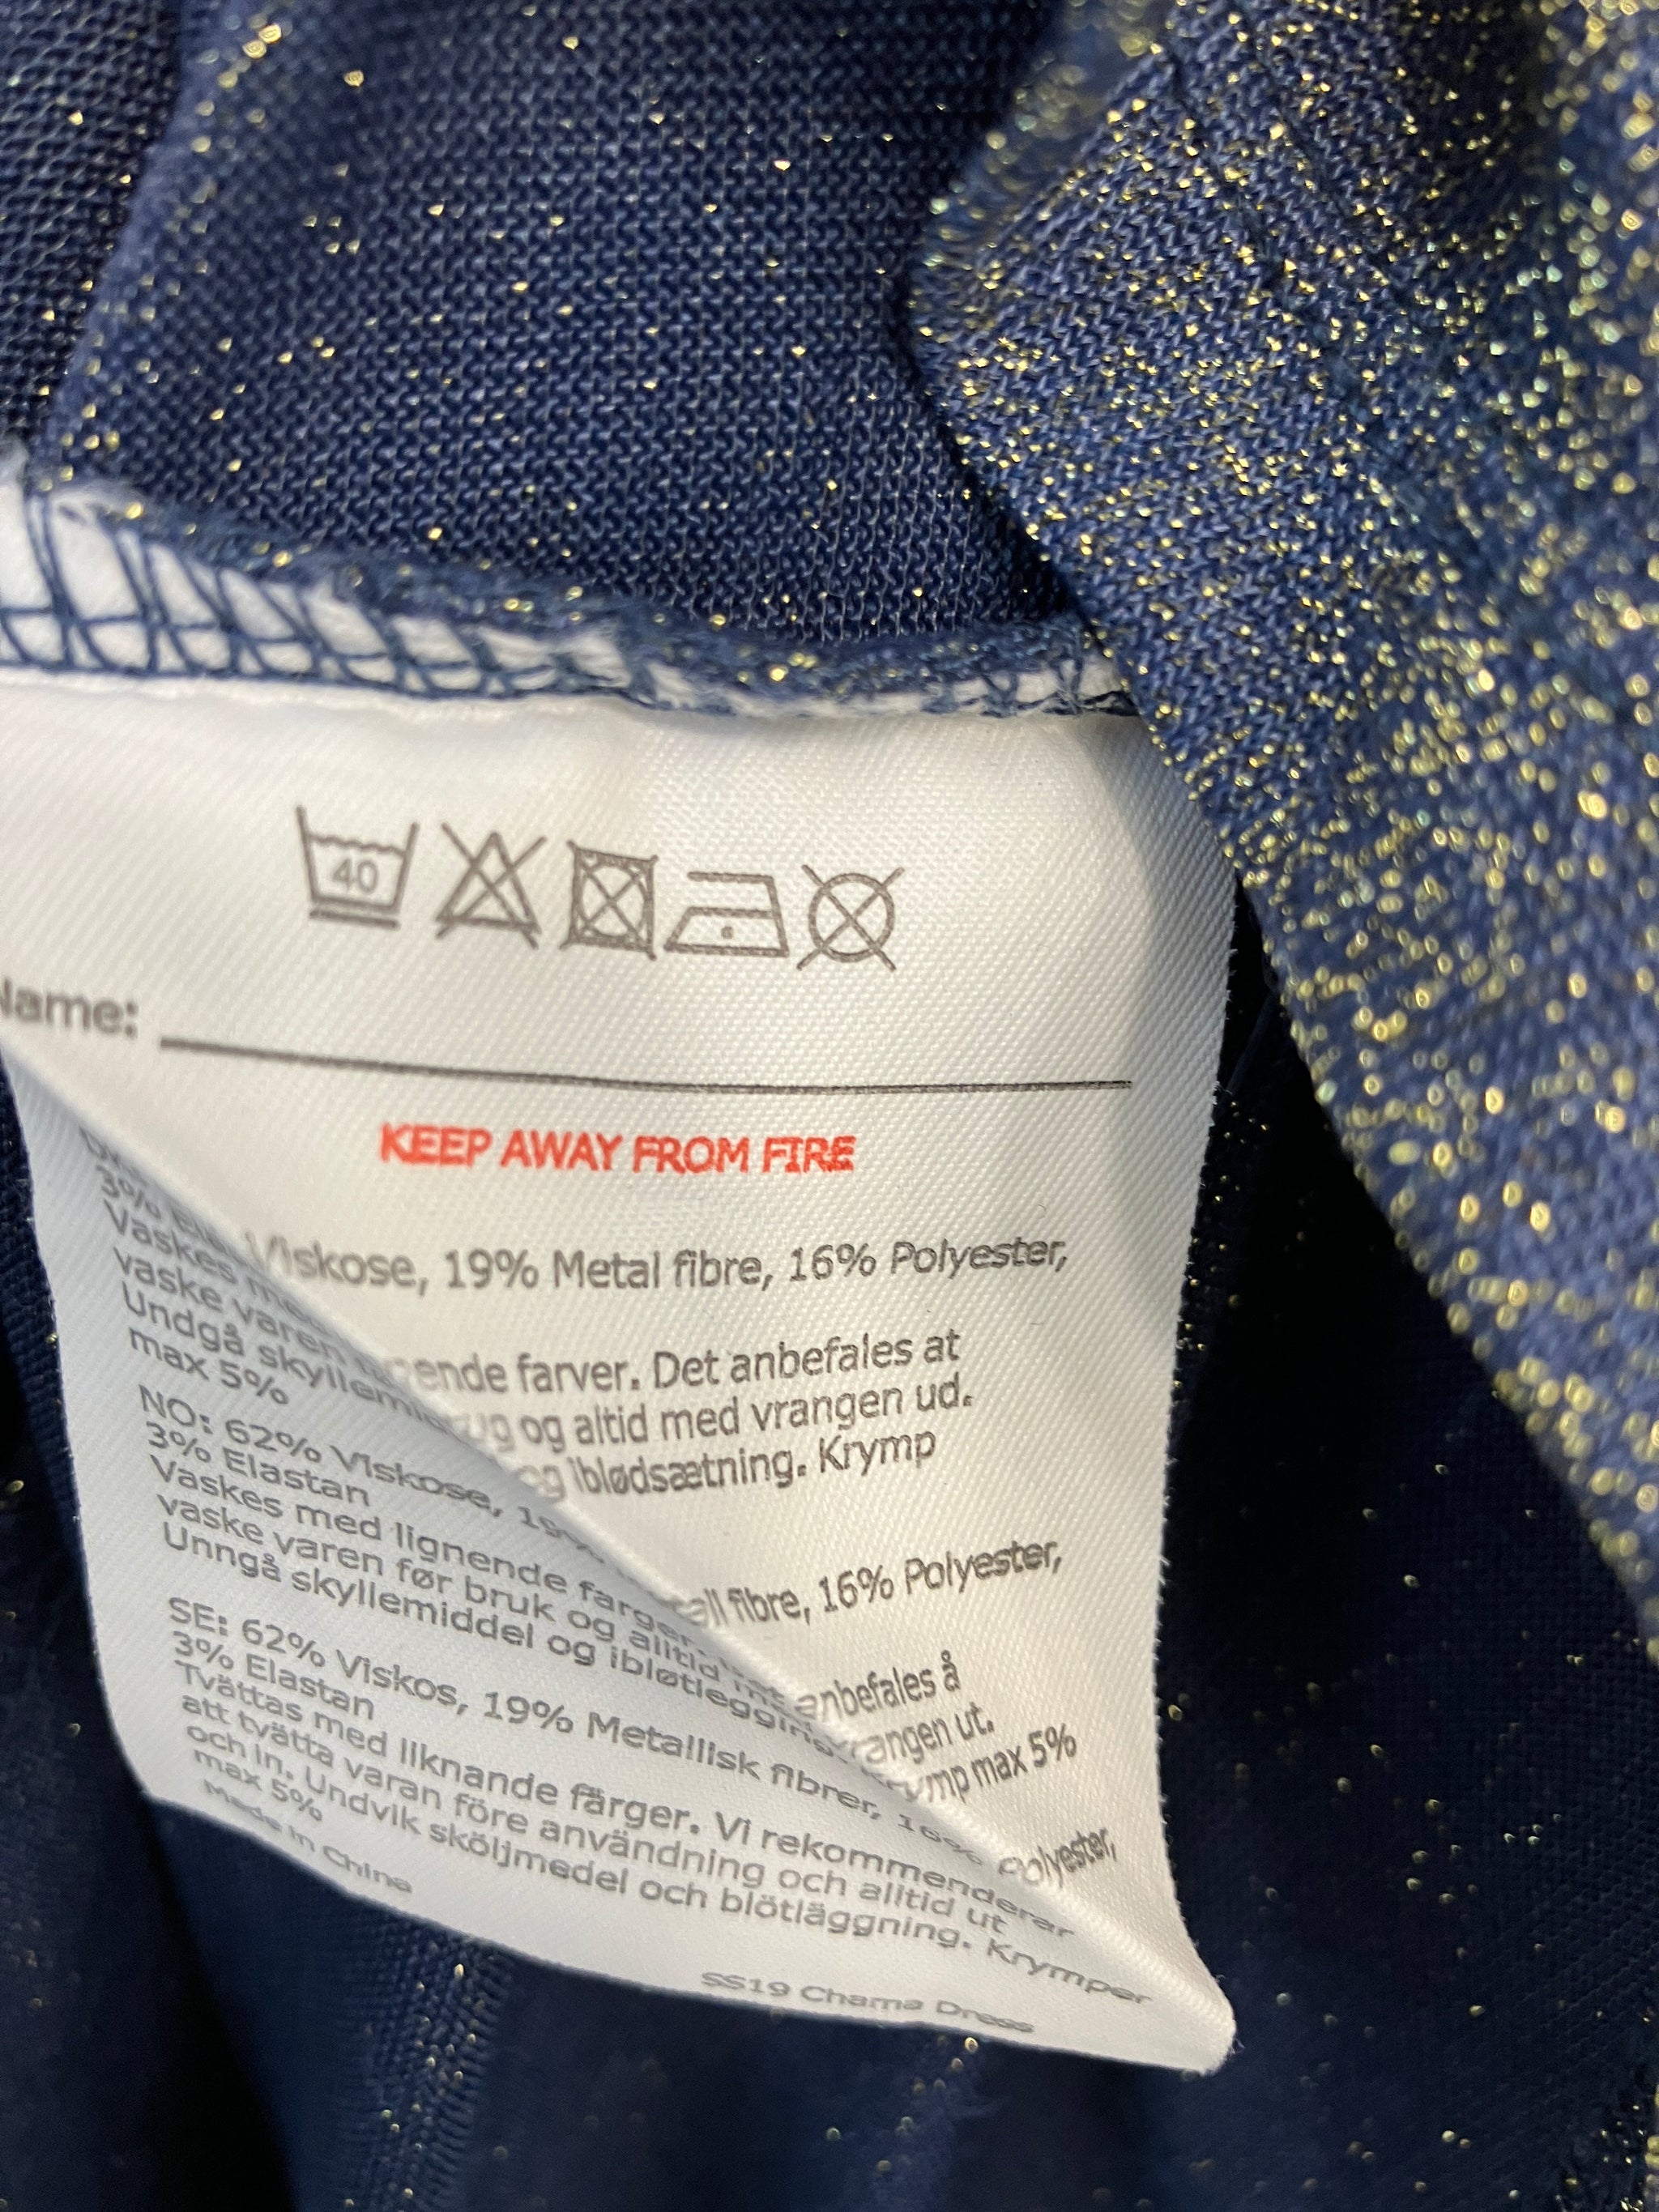 40
Name:
KEEP AWAY FROM FIRE
Viskose, 19% Metal fibre, 16% Polyester,
3%
Vaskes
vaske varen ende farver. Det anbefales at
Undgå og altid med vrangen ud.
max 5% og iblødsætning. Krymp
NO: 62% Viskose, 19% fibre, 16% Polyester,
3% Elastan
Vaskes med lignende farger. anbefales å
vaske varen før bruk og alltid vrangen ut.
Unngå skyllemiddel og ibløtlegging. max 5%
SE: 62% Viskos, 19% Metallisk fibrer, 16% Polyester,
3% Elastan
Tvättas med liknande färger. Vi rekommenderar
att tvätta varan före användning och alltid ut
och in. Undvik sköljmedel och blötläggning. Krymper
max 5%
Made in China
SS19 Chama Dress